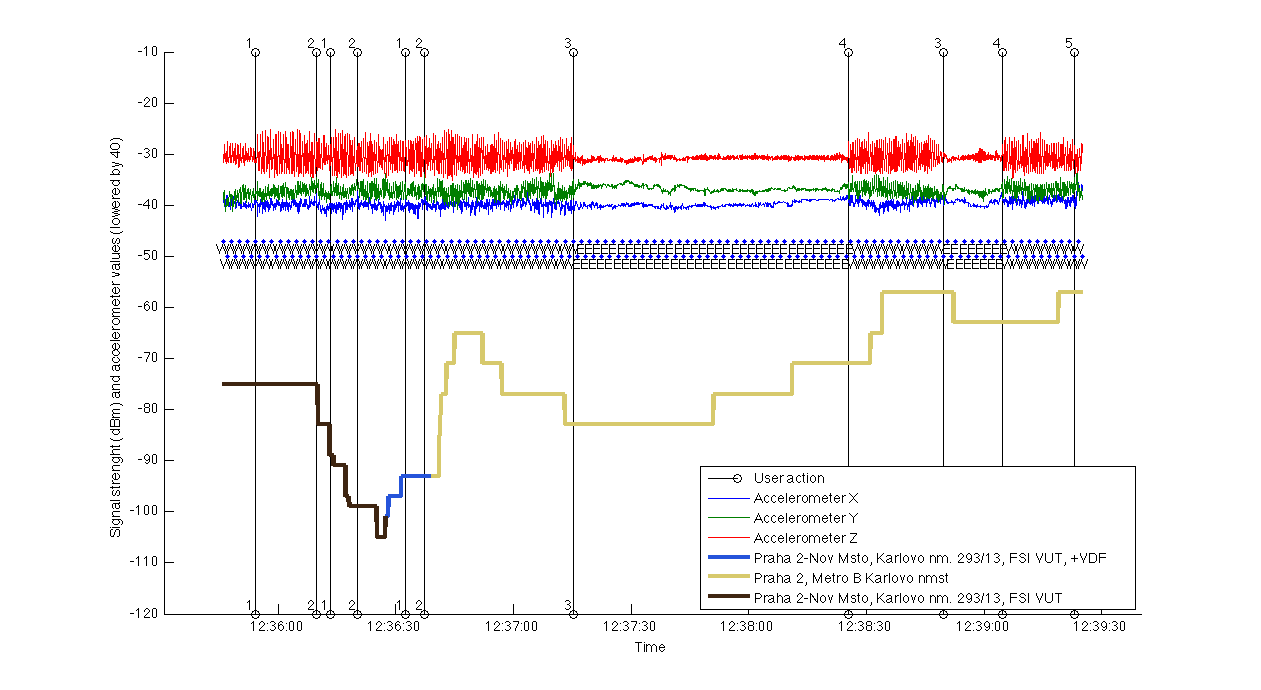 1 2 1 2 1 2 3 4 3 4 5
-10
-20
-30
-40
-50
-60
-70
-80
-90
-100
-110
-120
Signal strenght (dBm) and accelerometer values (lowered by 40)
User action
Accelerometer X
Accelerometer Y
Accelerometer Z
Praha 2-Nov Msto, Karlovo nm. 293/13, FSI VUT, +VDF
Praha 2, Metro B Karlovo nmst
Praha 2-Nov Msto, Karlovo nm. 293/13, FSI VUT
1 2 1 2 1 2 3
12:36:00 12:36:30 12:37:00 12:37:30 12:38:00 12:38:30 12:39:00 12:39:30
Time